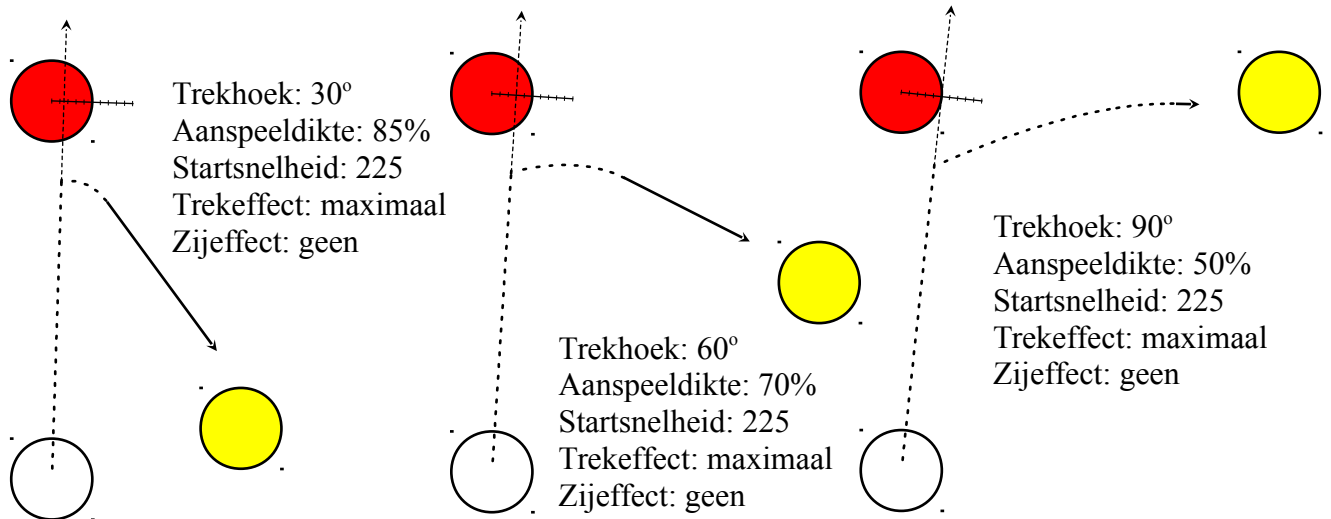 Trekhoek: 30º
Aanspeeldikte: 85%
Startsnelheid: 225
Trekeffect: maximaal
Zijeffect: geen
Trekhoek: 60º
Aanspeeldikte: 70%
Startsnelheid: 225
Trekeffect: maximaal
Zijeffect: geen
Trekhoek: 90º
Aanspeeldikte: 50%
Startsnelheid: 225
Trekeffect: maximaal
Zijeffect: geen